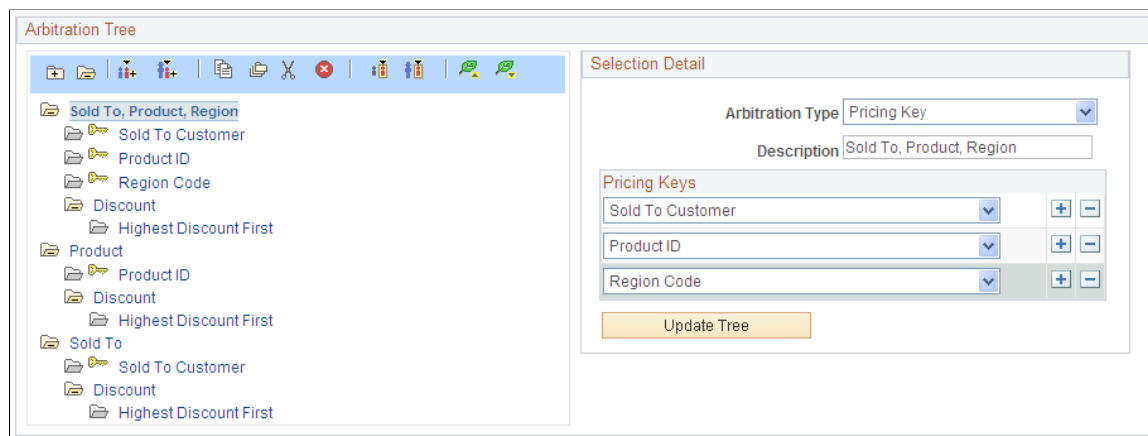 Arbitration Tree
Sold To, Product, Region
Sold To Customer
Product ID
Region Code
Discount
Highest Discount First
Product
Product ID
Discount
Highest Discount First
Sold To
Sold To Customer
Discount
Highest Discount First
Selection Detail
Arbitration Type Pricing Key
Description Sold To, Product, Region
Pricing Keys
Sold To Customer
Product ID
Region Code
Update Tree